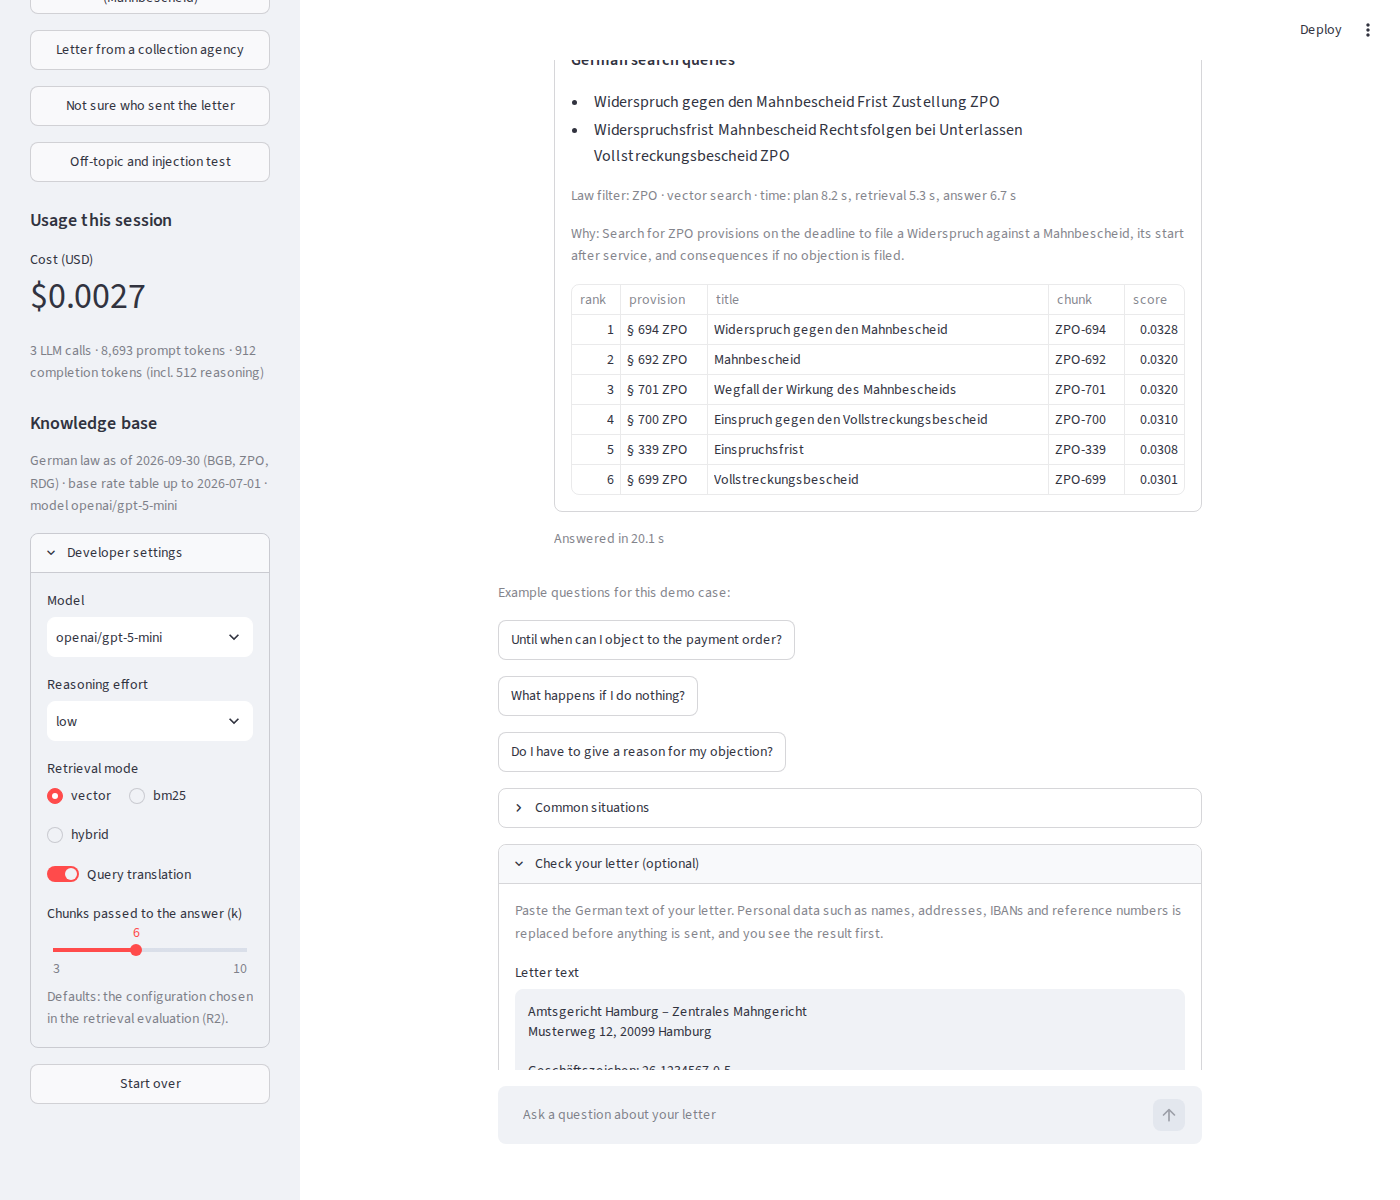 (Mahnbescheid)
Letter from a collection agency
Not sure who sent the letter
Off-topic and injection test
Usage this session
Cost (USD)
$0.0027
3 LLM calls · 8,693 prompt tokens · 912
completion tokens (incl. 512 reasoning)
Knowledge base
German law as of 2026-09-30 (BGB, ZPO,
RDG) · base rate table up to 2026-07-01 ·
model openai/gpt-5-mini
Developer settings
Model
openai/gpt-5-mini
Reasoning effort
low
Retrieval mode
vector bm25
hybrid
Query translation
Chunks passed to the answer (k)
6
3 10
Defaults: the configuration chosen
in the retrieval evaluation (R2).
Start over
Deploy
German search queries
Widerspruch gegen den Mahnbescheid Frist Zustellung ZPO
Widerspruchsfrist Mahnbescheid Rechtsfolgen bei Unterlassen
Vollstreckungsbescheid ZPO
Law filter: ZPO · vector search · time: plan 8.2 s, retrieval 5.3 s, answer 6.7 s
Why: Search for ZPO provisions on the deadline to file a Widerspruch against a Mahnbescheid, its start
after service, and consequences if no objection is filed.
rank provision title chunk score
1 § 694 ZPO Widerspruch gegen den Mahnbescheid ZPO-694 0.0328
2 § 692 ZPO Mahnbescheid ZPO-692 0.0320
3 § 701 ZPO Wegfall der Wirkung des Mahnbescheids ZPO-701 0.0320
4 § 700 ZPO Einspruch gegen den Vollstreckungsbescheid ZPO-700 0.0310
5 § 339 ZPO Einspruchsfrist ZPO-339 0.0308
6 § 699 ZPO Vollstreckungsbescheid ZPO-699 0.0301
Answered in 20.1 s
Example questions for this demo case:
Until when can I object to the payment order?
What happens if I do nothing?
Do I have to give a reason for my objection?
Common situations
Check your letter (optional)
Paste the German text of your letter. Personal data such as names, addresses, IBANs and reference numbers is
replaced before anything is sent, and you see the result first.
Letter text
Amtsgericht Hamburg – Zentrales Mahngericht
Musterweg 12, 20099 Hamburg
Geschäftszeichen: 26-1234567-0-5
Ask a question about your letter